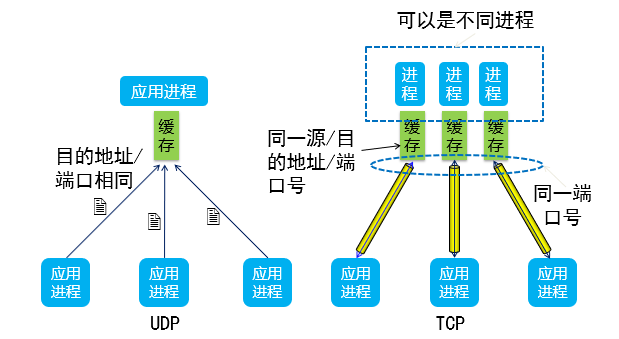 可以是不同进程
应用进程
进程
进程
进程
缓存
缓存
缓存
缓存
目的地址/
端口相同
同一源/目
的地址/端
口号
同一端
口号
应用
进程
应用
进程
应用
进程
应用
进程
应用
进程
应用
进程
UDP
TCP